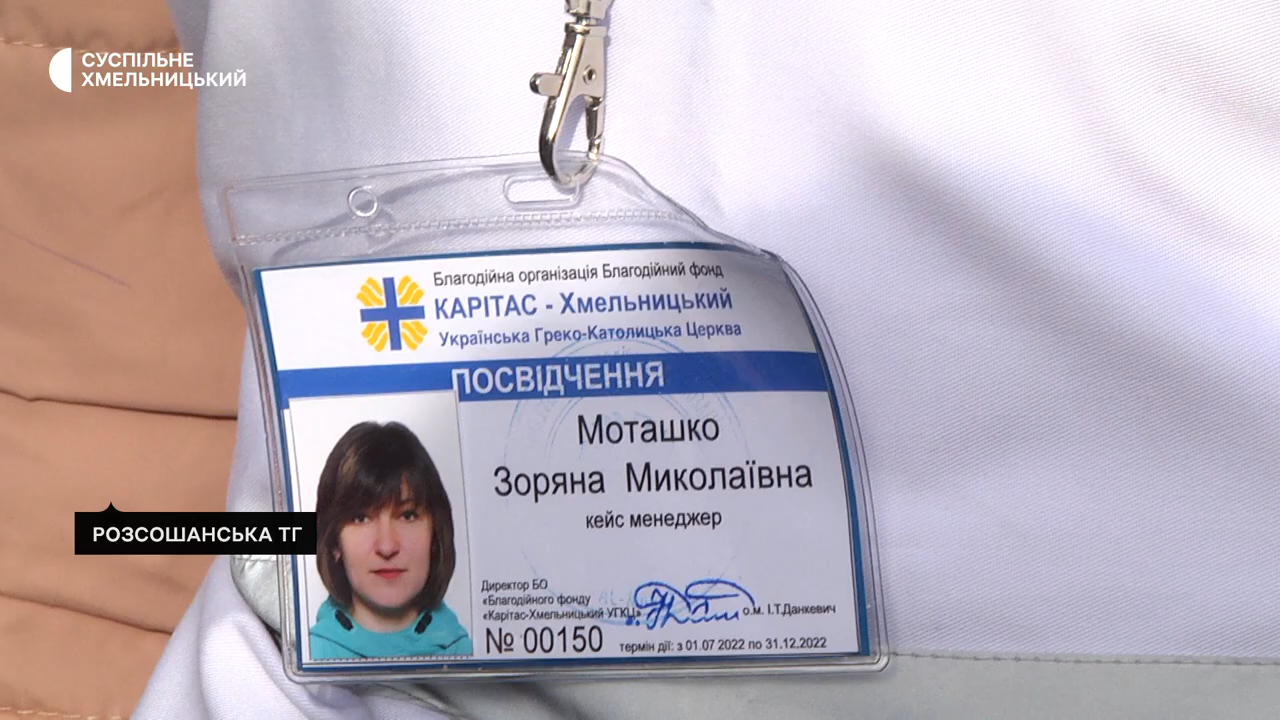 СУСПІЛЬНЕ
ХМЕЛЬНИЦЬКИЙ
Благодійна організація Благодійний фонд
КАРІТАС - Хмельницький
Українська Греко-Католицька Церква
ПОСВІДЧЕННЯ
Моташко
Зоряна Миколаївна
кейс менеджер
РОЗСОШАНСЬКА ТГ
Директор БО
«Благодійного фонду
«Карітас-Хмельницький УГКЦ» о.м. І.Т.Данкевич
№ 00150 термін дії: з 01.07 2022 по 31.12.2022